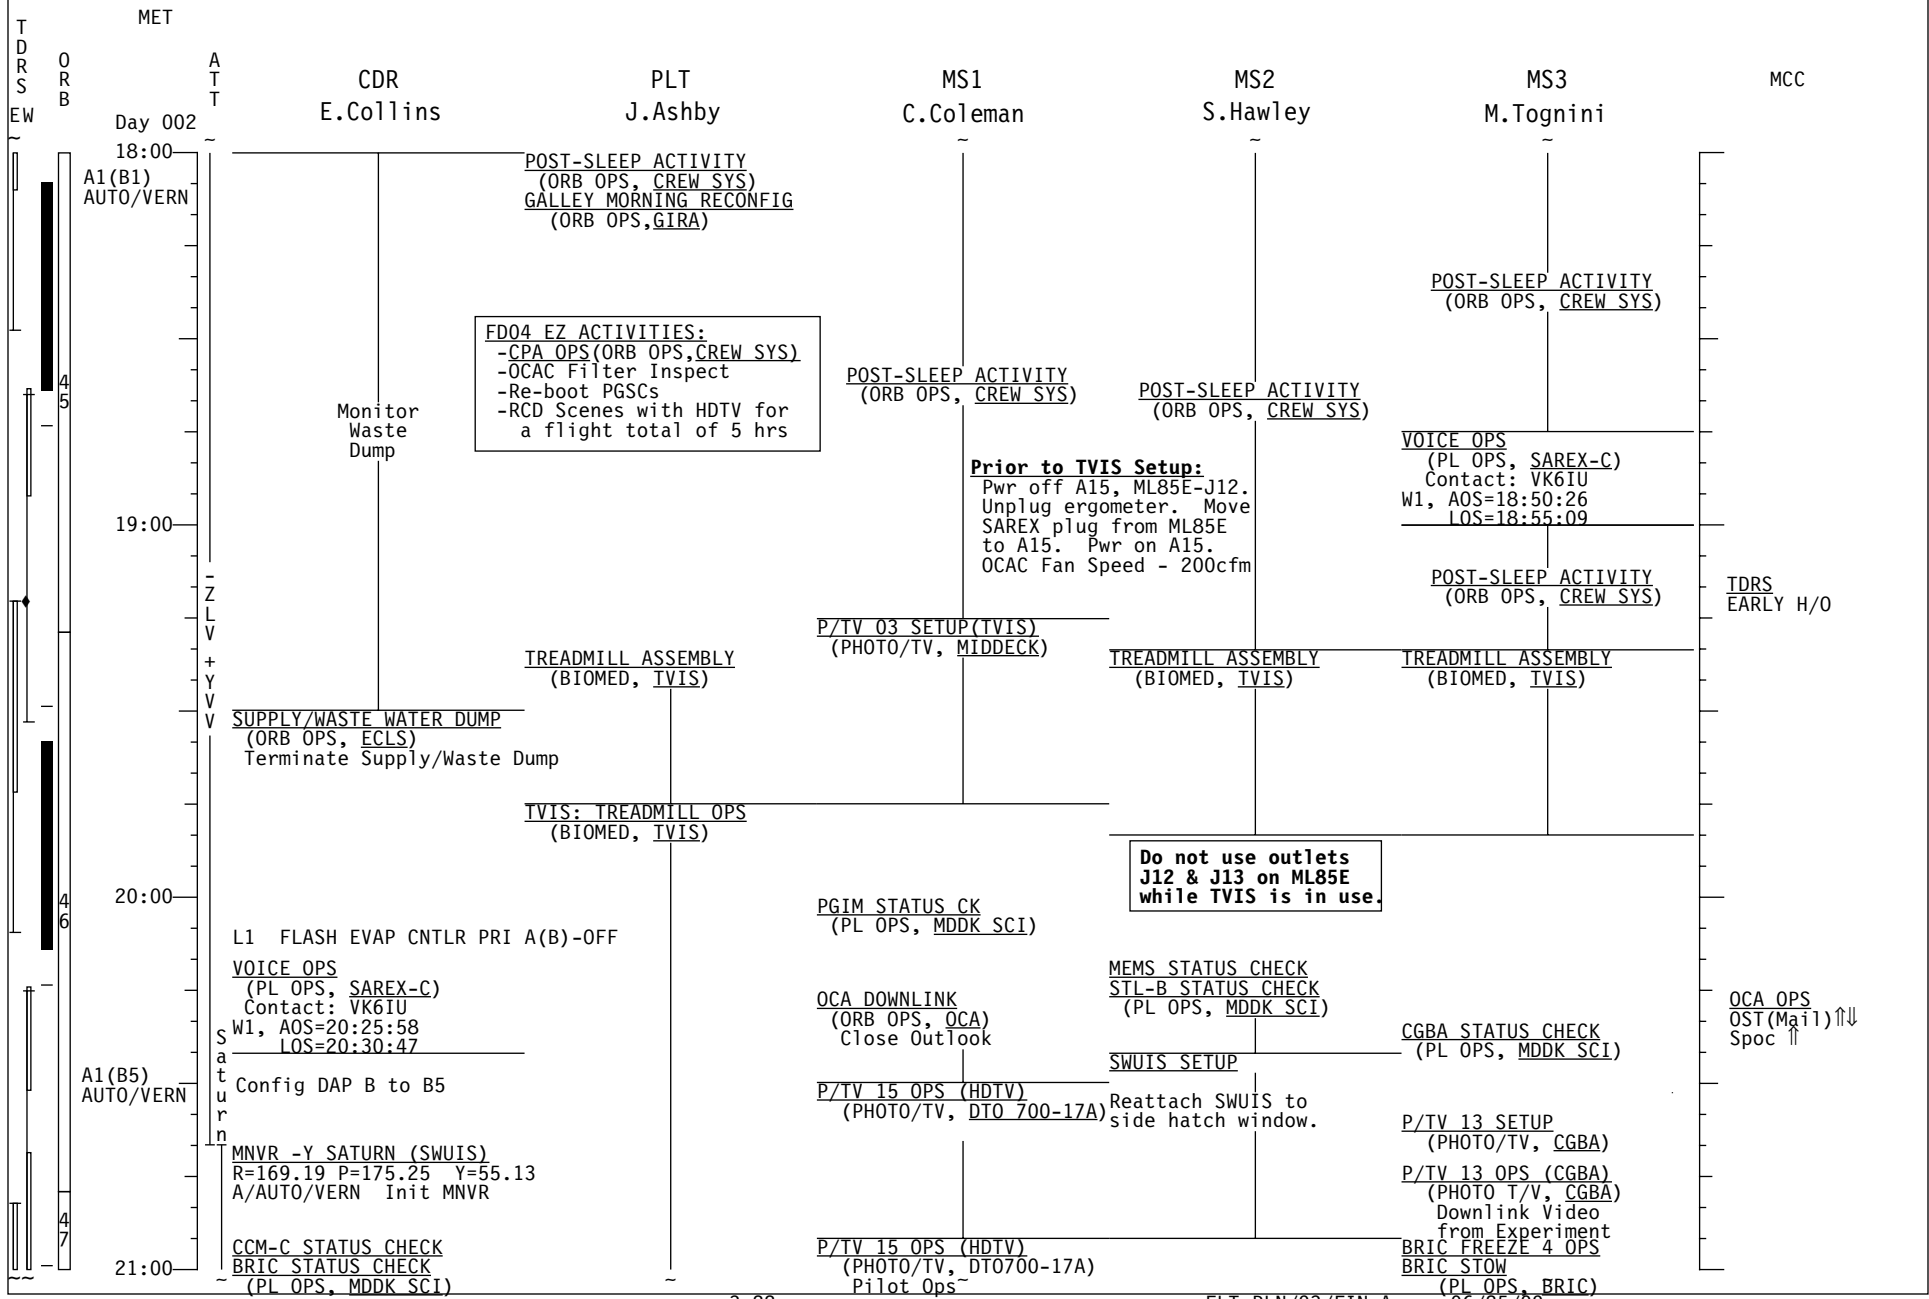 MET
TDRS
EW
ORB
ATT
Day 002
CDR
E.Collins
PLT
J.Ashby
MS1
C.Coleman
MS2
S.Hawley
MS3
M.Tognini
MCC
18:00
A1(B1)
AUTO/VERN
45
19:00
-ZLV +YVV
20:00
46
A1(B5)
AUTO/VERN
Saturn
47
21:00
Monitor
Waste
Dump
SUPPLY/WASTE WATER DUMP
(ORB OPS, ECLS)
Terminate Supply/Waste Dump
L1 FLASH EVAP CNTLR PRI A(B)-OFF
VOICE OPS
(PL OPS, SAREX-C)
Contact: VK6IU
W1, AOS=20:25:58
LOS=20:30:47
Config DAP B to B5
MNVR -Y SATURN (SWUIS)
R=169.19 P=175.25 Y=55.13
A/AUTO/VERN Init MNVR
CCM-C STATUS CHECK
BRIC STATUS CHECK
(PL OPS, MDDK SCI)
POST-SLEEP ACTIVITY
(ORB OPS, CREW SYS)
GALLEY MORNING RECONFIG
(ORB OPS,GIRA)
FD04 EZ ACTIVITIES:
-CPA OPS(ORB OPS,CREW SYS)
-OCAC Filter Inspect
-Re-boot PGSCs
-RCD Scenes with HDTV for
a flight total of 5 hrs
TREADMILL ASSEMBLY
(BIOMED, TVIS)
TVIS: TREADMILL OPS
(BIOMED, TVIS)
POST-SLEEP ACTIVITY
(ORB OPS, CREW SYS)
Prior to TVIS Setup:
Pwr off A15, ML85E-J12.
Unplug ergometer. Move
SAREX plug from ML85E
to A15. Pwr on A15.
OCAC Fan Speed - 200cfm
P/TV 03 SETUP(TVIS)
(PHOTO/TV, MIDDECK)
PGIM STATUS CK
(PL OPS, MDDK SCI)
OCA DOWNLINK
(ORB OPS, OCA)
Close Outlook
P/TV 15 OPS (HDTV)
(PHOTO/TV, DTO 700-17A)
P/TV 15 OPS (HDTV)
(PHOTO/TV, DTO700-17A)
Pilot Ops
POST-SLEEP ACTIVITY
(ORB OPS, CREW SYS)
TREADMILL ASSEMBLY
(BIOMED, TVIS)
Do not use outlets
J12 & J13 on ML85E
while TVIS is in use.
MEMS STATUS CHECK
STL-B STATUS CHECK
(PL OPS, MDDK SCI)
SWUIS SETUP
Reattach SWUIS to
side hatch window.
POST-SLEEP ACTIVITY
(ORB OPS, CREW SYS)
VOICE OPS
(PL OPS, SAREX-C)
Contact: VK6IU
W1, AOS=18:50:26
LOS=18:55:09
POST-SLEEP ACTIVITY
(ORB OPS, CREW SYS)
TREADMILL ASSEMBLY
(BIOMED, TVIS)
CGBA STATUS CHECK
(PL OPS, MDDK SCI)
P/TV 13 SETUP
(PHOTO/TV, CGBA)
P/TV 13 OPS (CGBA)
(PHOTO T/V, CGBA)
Downlink Video
from Experiment
BRIC FREEZE 4 OPS
BRIC STOW
(PL OPS, BRIC)
TDRS
EARLY H/O
OCA OPS
OST(Mail)⇑⇓
Spoc ⇑